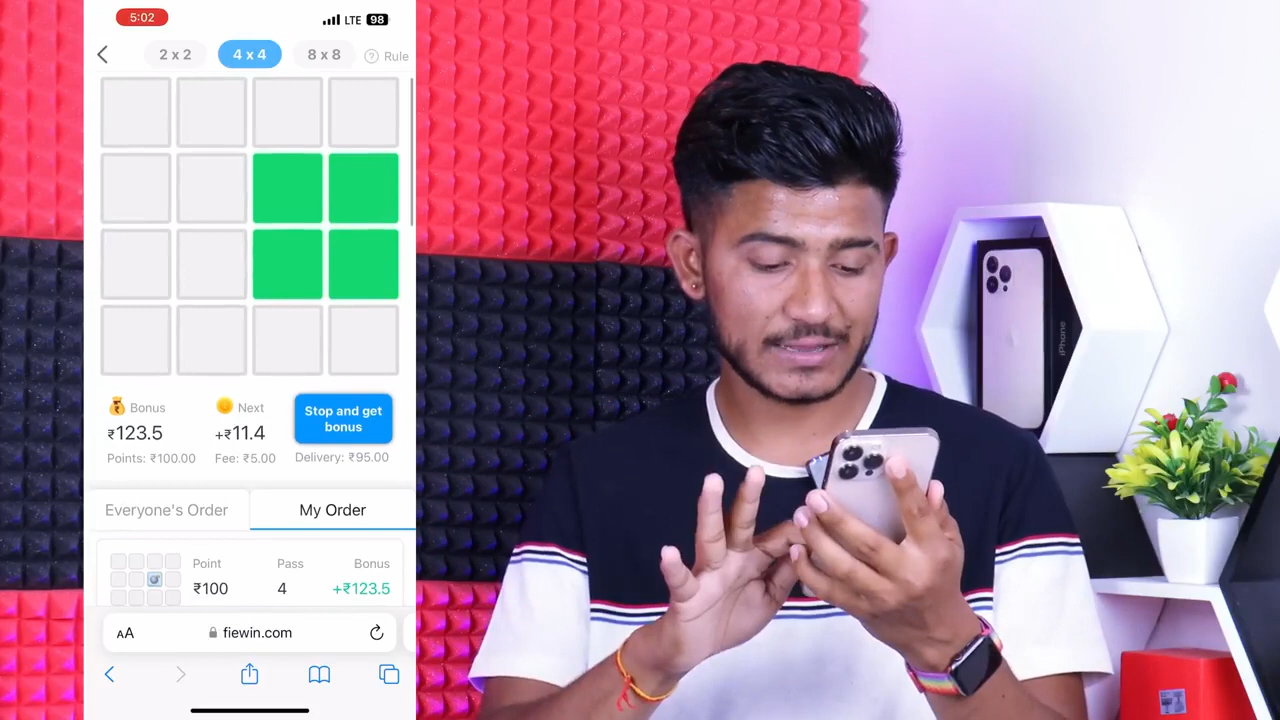 5:02
LTE 98
2 x 2
4 x 4
8 x 8
? Rule
Bonus
₹123.5
Points: ₹100.00
Next
+₹11.4
Fee: ₹5.00
Stop and get
bonus
Delivery: ₹95.00
Everyone's Order
My Order
Point
Pass
Bonus
₹100
4
+₹123.5
AA
fiewin.com
iPhone